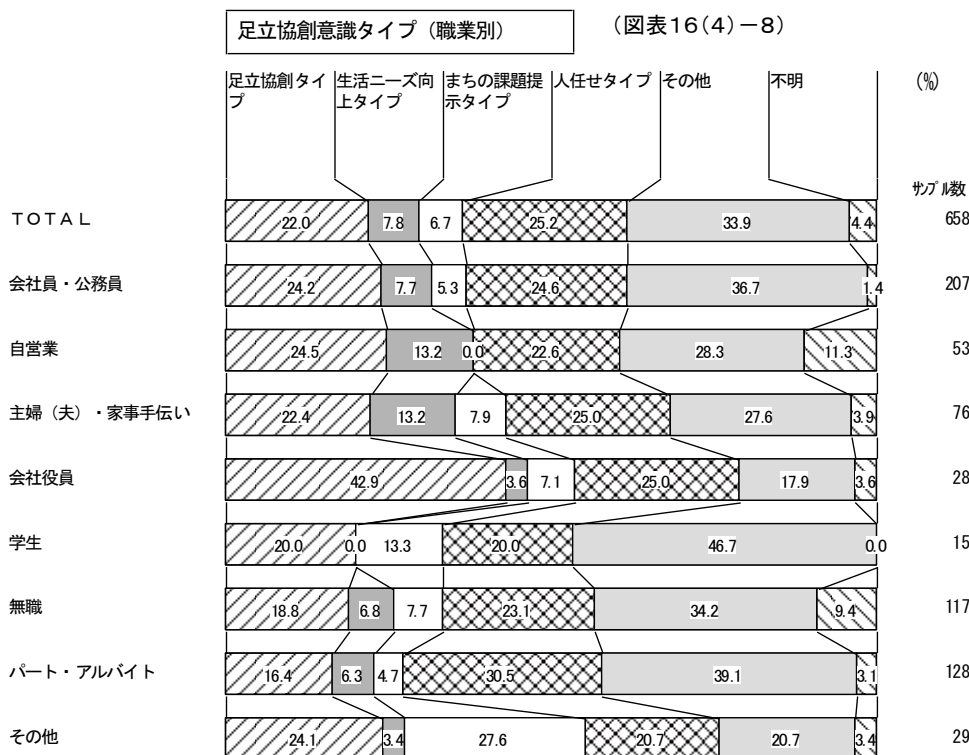 足立協創意識タイプ（職業別）
（図表16(4)－8）
足立協創タイ
プ
生活ニーズ向
上タイプ
まちの課題提
示タイプ
人任せタイプ
その他
不明
(%)
ｻﾝﾌﾟﾙ数
ＴＯＴＡＬ 22.0 7.8 6.7 25.2 33.9 4.4 658
会社員・公務員 24.2 7.7 5.3 24.6 36.7 1.4 207
自営業 24.5 13.2 0.0 22.6 28.3 11.3 53
主婦（夫）・家事手伝い 22.4 13.2 7.9 25.0 27.6 3.9 76
会社役員 42.9 3.6 7.1 25.0 17.9 3.6 28
学生 20.0 0.0 13.3 20.0 46.7 0.0 15
無職 18.8 6.8 7.7 23.1 34.2 9.4 117
パート・アルバイト 16.4 6.3 4.7 30.5 39.1 3.1 128
その他 24.1 3.4 27.6 20.7 20.7 3.4 29